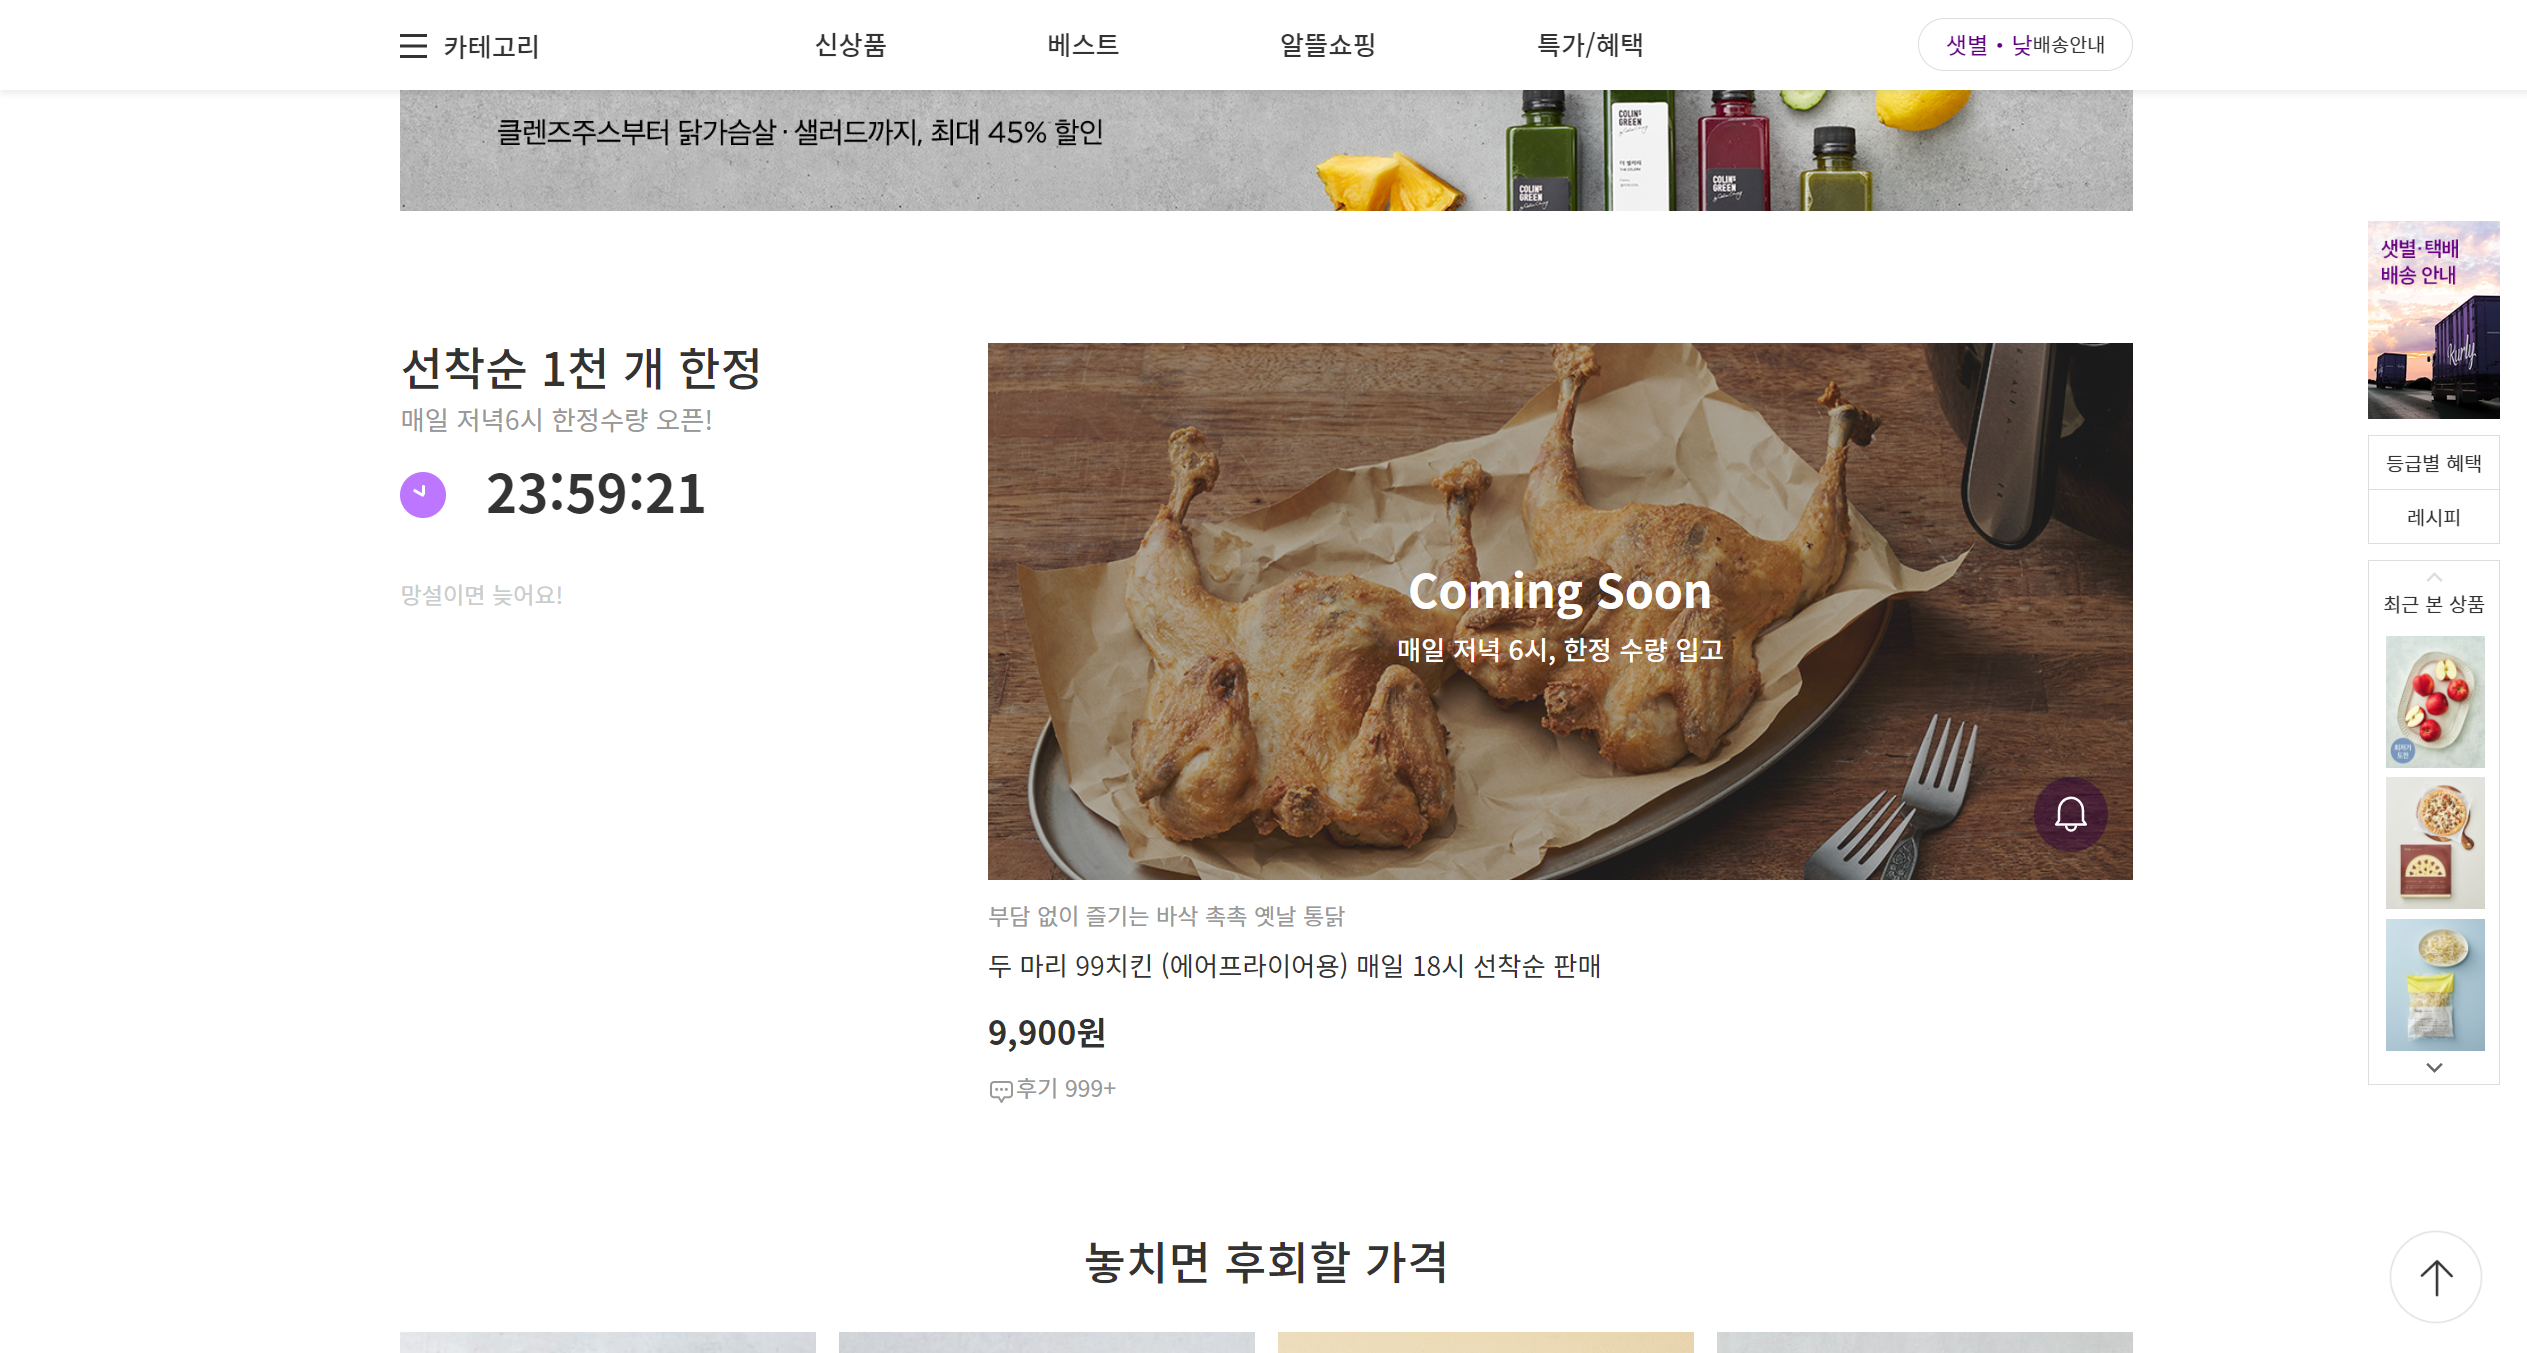 카테고리
신상품
베스트
알뜰쇼핑
특가/혜택
샛별·낮배송안내
클렌즈주스부터 닭가슴살·샐러드까지, 최대 45% 할인
COLIN'S
GREEN
COLIN'S
GREEN
COLIN'S
GREEN
샛별·택배
배송 안내
Kurly
등급별 혜택
레시피
최근 본 상품
선착순 1천 개 한정
매일 저녁6시 한정수량 오픈!
23:59:21
망설이면 늦어요!
Coming Soon
매일 저녁 6시, 한정 수량 입고
부담 없이 즐기는 바삭 촉촉 옛날 통닭
두 마리 99치킨 (에어프라이어용) 매일 18시 선착순 판매
9,900원
후기 999+
놓치면 후회할 가격